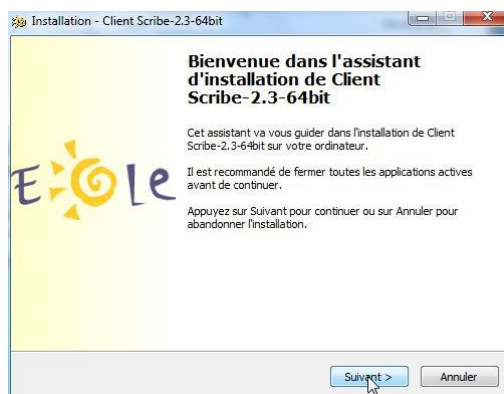 Installation - Client Scribe-2.3-64bit
Bienvenue dans l'assistant
d'installation de Client
Scribe-2.3-64bit
Cet assistant va vous guider dans l'installation de Client
Scribe-2.3-64bit sur votre ordinateur.
Il est recommandé de fermer toutes les applications actives
avant de continuer.
Appuyez sur Suivant pour continuer ou sur Annuler pour
abandonner l'installation.
Eole
Suivant >
Annuler